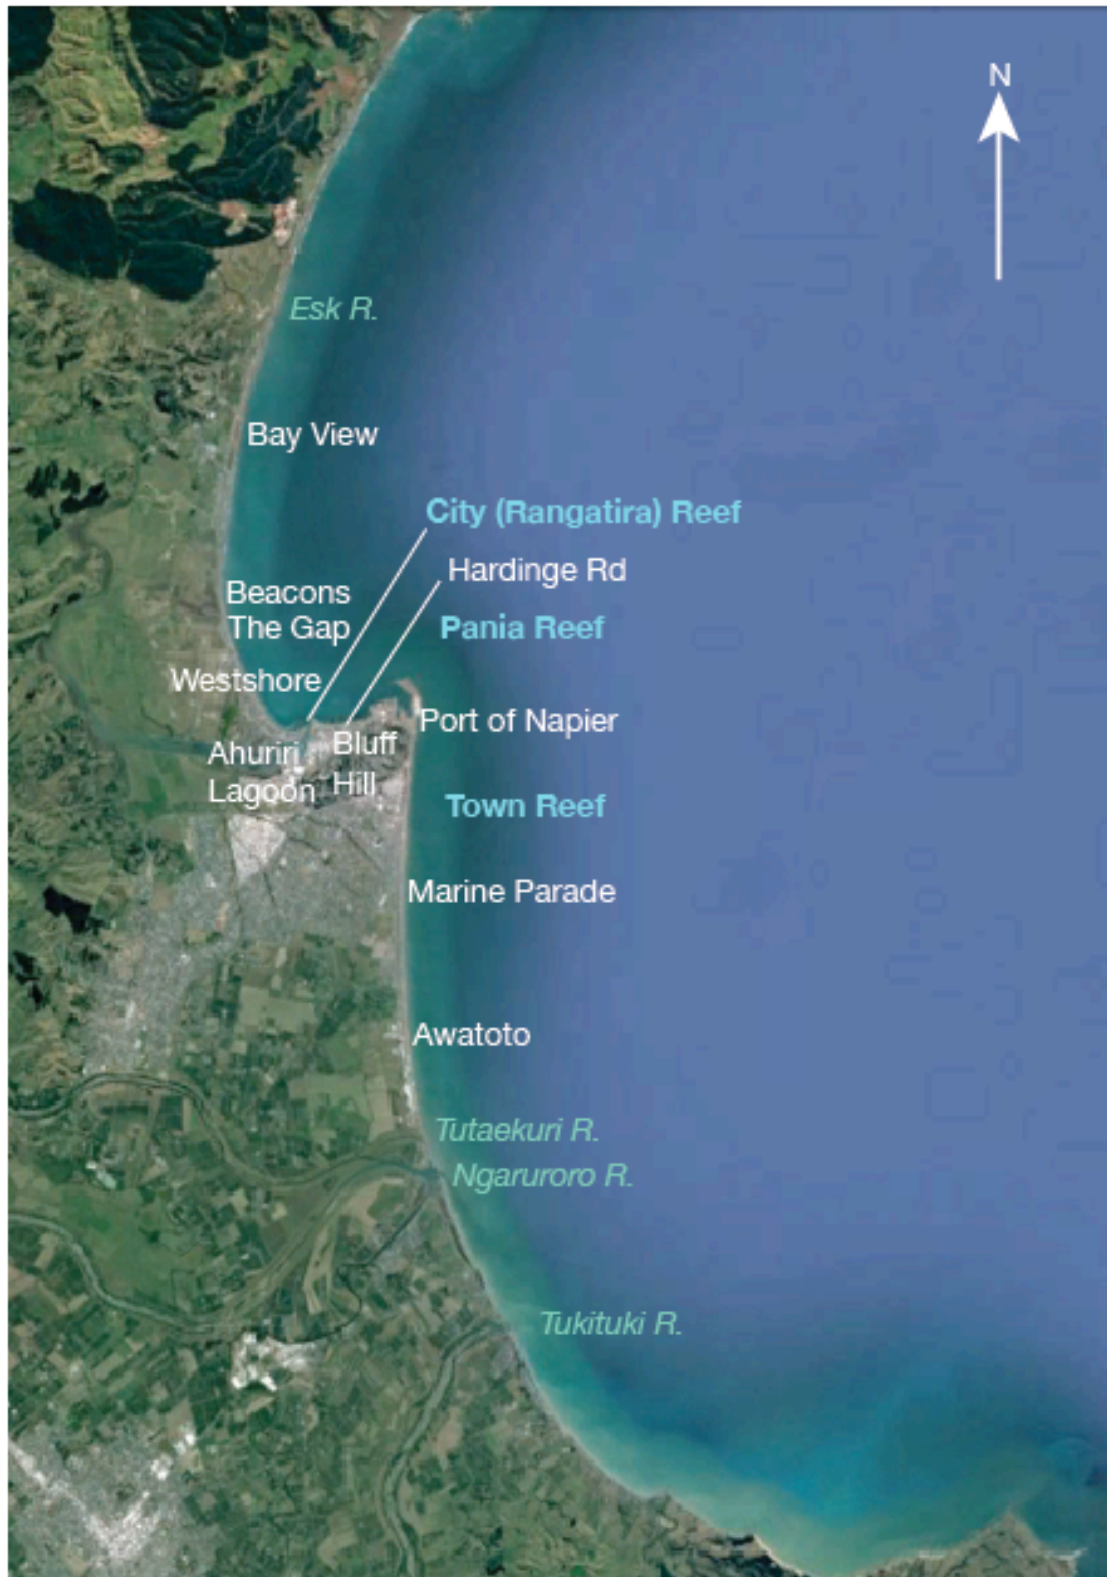 N
Esk R.
Bay View
City (Rangatira) Reef
Hardinge Rd
Beacons
The Gap
Pania Reef
Westshore
Port of Napier
Ahuriri
Lagoon
Bluff
Hill
Town Reef
Marine Parade
Awatoto
Tutaekuri R.
Ngaruroro R.
Tukituki R.